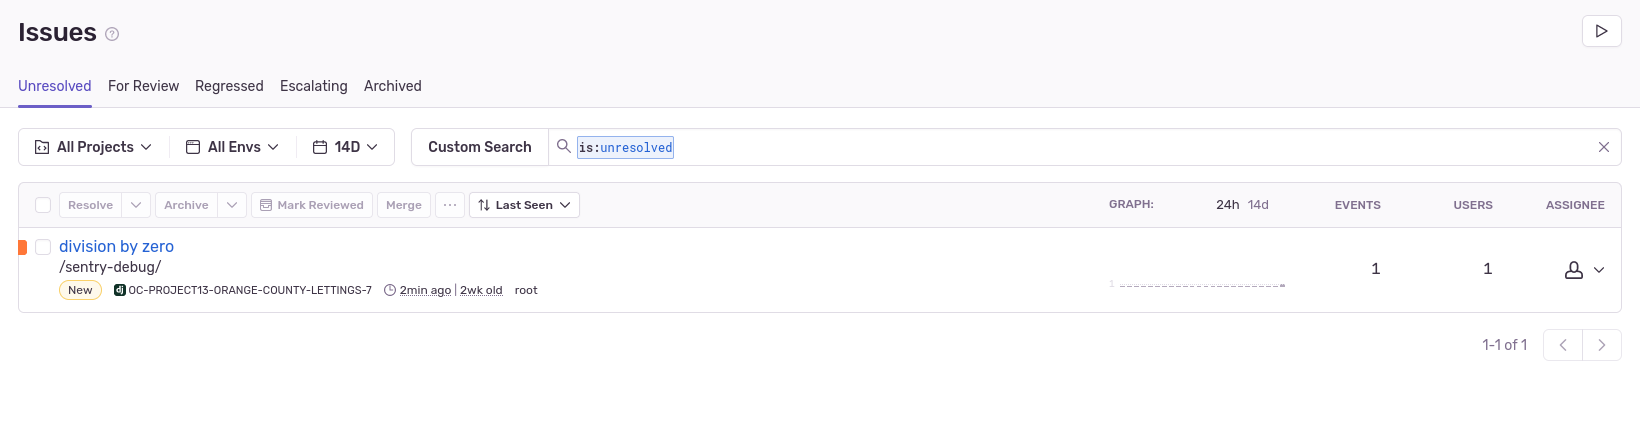 Issues ?
Unresolved For Review Regressed Escalating Archived
All Projects All Envs 14D Custom Search is:unresolved
Resolve Archive Mark Reviewed Merge ... Last Seen GRAPH: 24h 14d EVENTS USERS ASSIGNEE
division by zero
/sentry-debug/
1 1
New dj OC-PROJECT13-ORANGE-COUNTY-LETTINGS-7 2min ago | 2wk old root
1
1-1 of 1